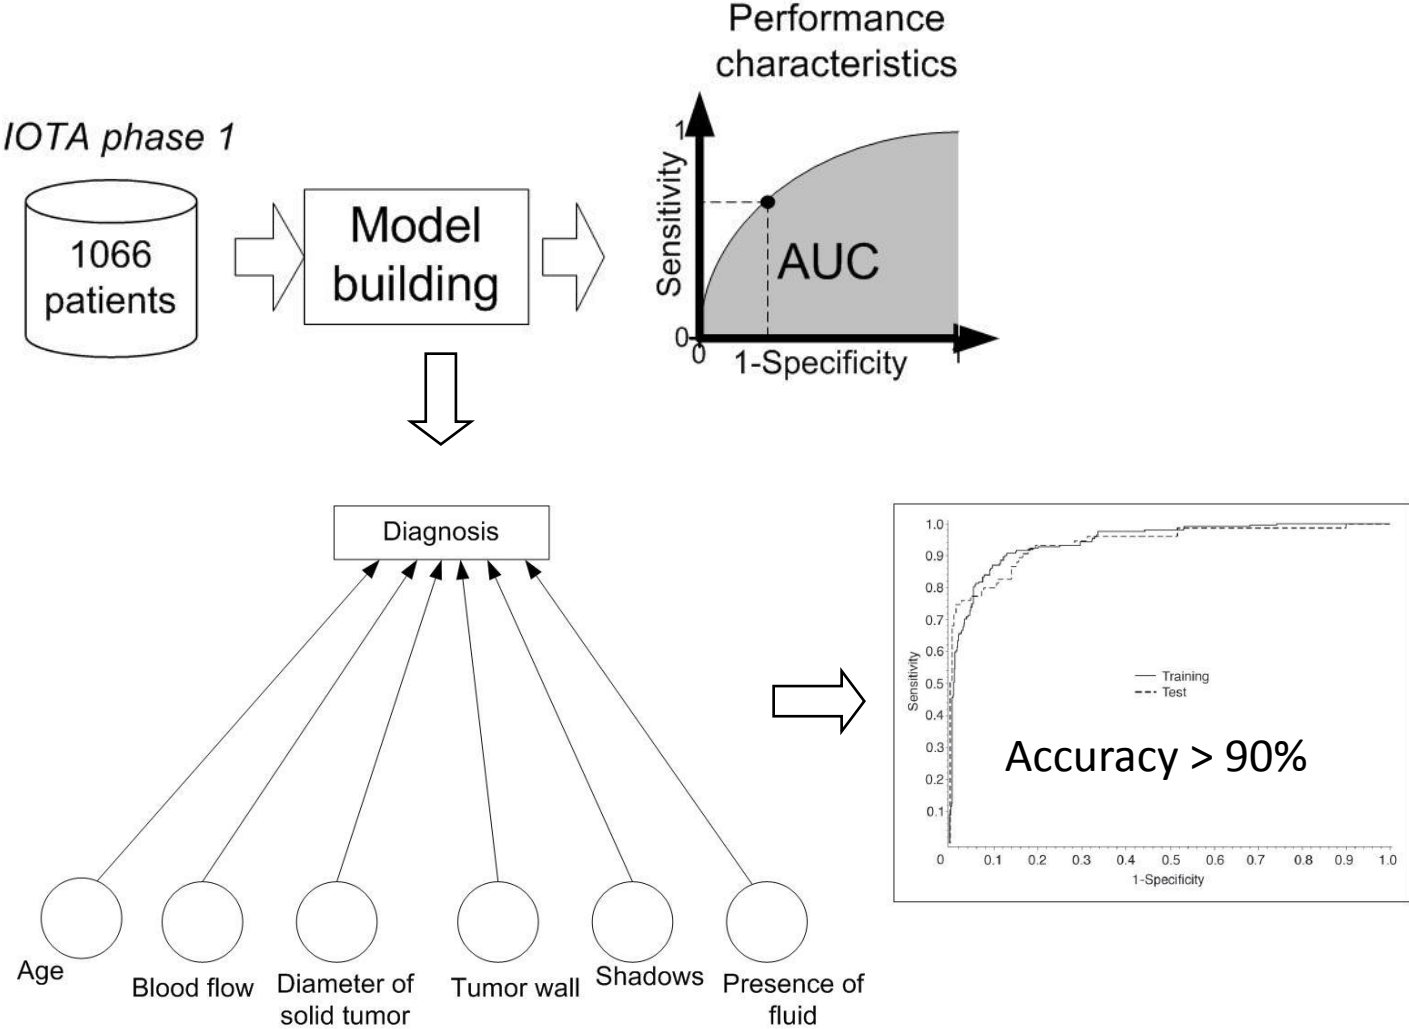 Performance
characteristics
IOTA phase 1
1066
patients
Model
building
1
Sensitivity
AUC
0
0
1-Specificity
Diagnosis
1.0
0.9
0.8
0.7
0.6
0.5
0.4
0.3
0.2
0.1
Sensitivity
Training
Test
Accuracy > 90%
0
0.1
0.2
0.3
0.4
0.5
0.6
0.7
0.8
0.9
1.0
1-Specificity
Age
Blood flow
Diameter of
solid tumor
Tumor wall
Shadows
Presence of
fluid